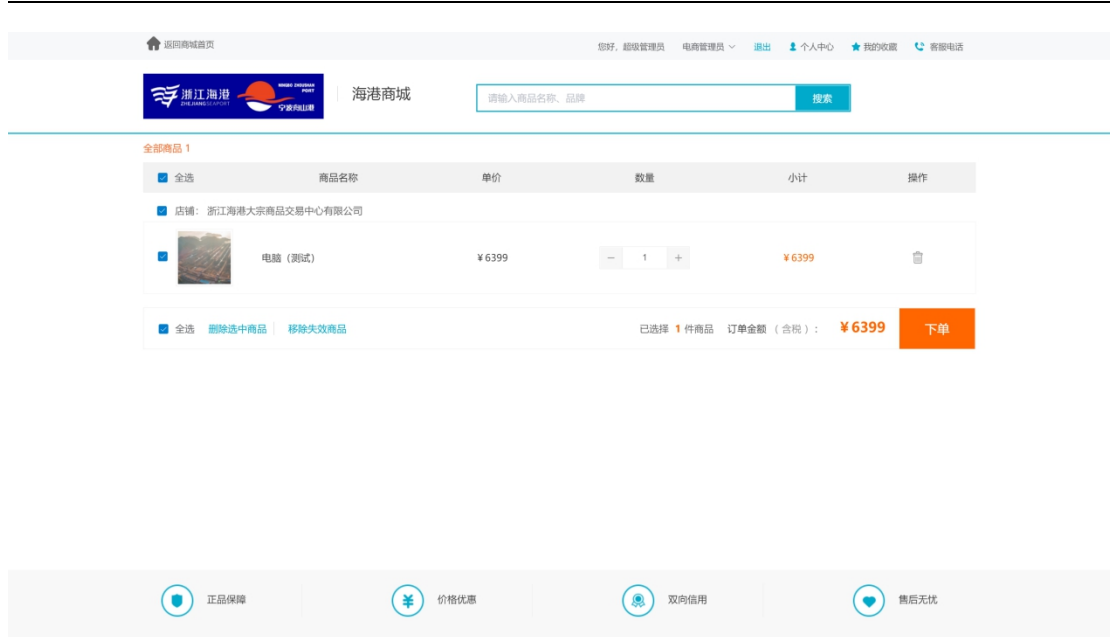 返回商城首页 您好，超级管理员 电商管理员 退出 个人中心 我的收藏 客服电话
浙江海港 ZHEJIANG SEAPORT NINGBO ZHOUSHAN PORT 宁波舟山港 海港商城 请输入商品名称、品牌 搜索
全部商品 1
全选 商品名称 单价 数量 小计 操作
店铺： 浙江海港大宗商品交易中心有限公司
电脑（测试） ¥6399 − 1 + ¥6399
全选 删除选中商品 移除失效商品 已选择 1 件商品 订单金额 （含税）： ¥6399 下单
正品保障 价格优惠 双向信用 售后无忧